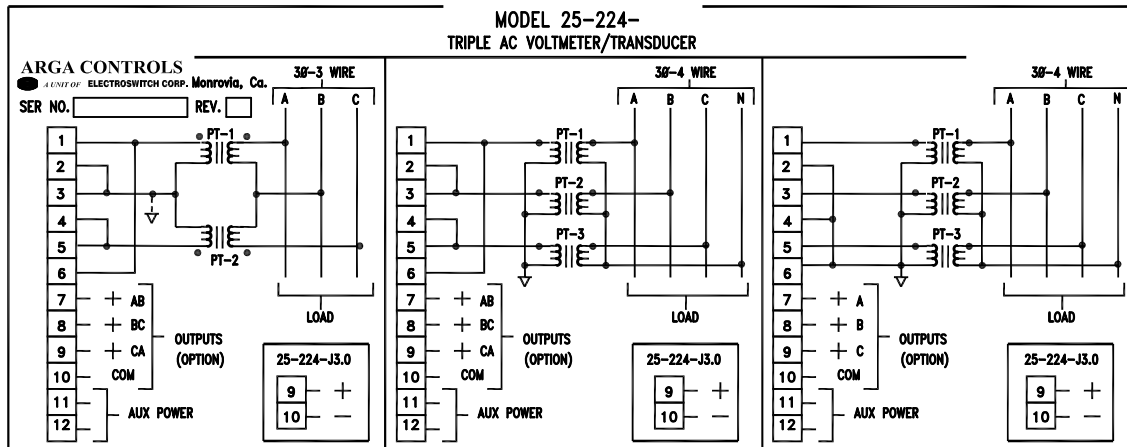 MODEL 25-224-
TRIPLE AC VOLTMETER/TRANSDUCER
ARGA CONTROLS
A UNIT OF ELECTROSWITCH CORP. Monrovia, Ca.
SER NO. REV.
3Ø-3 WIRE
A B C
1
2
3
4
5
6
7
8
9
10
11
12
PT-1
PT-2
+ AB
+ BC
+ CA
COM
OUTPUTS
(OPTION)
AUX POWER
LOAD
25-224-J3.0
9 - +
10 - -
3Ø-4 WIRE
A B C N
1
2
3
4
5
6
7
8
9
10
11
12
PT-1
PT-2
PT-3
+ AB
+ BC
+ CA
COM
OUTPUTS
(OPTION)
AUX POWER
LOAD
25-224-J3.0
9 - +
10 - -
3Ø-4 WIRE
A B C N
1
2
3
4
5
6
7
8
9
10
11
12
PT-1
PT-2
PT-3
+ A
+ B
+ C
COM
OUTPUTS
(OPTION)
AUX POWER
LOAD
25-224-J3.0
9 - +
10 - -